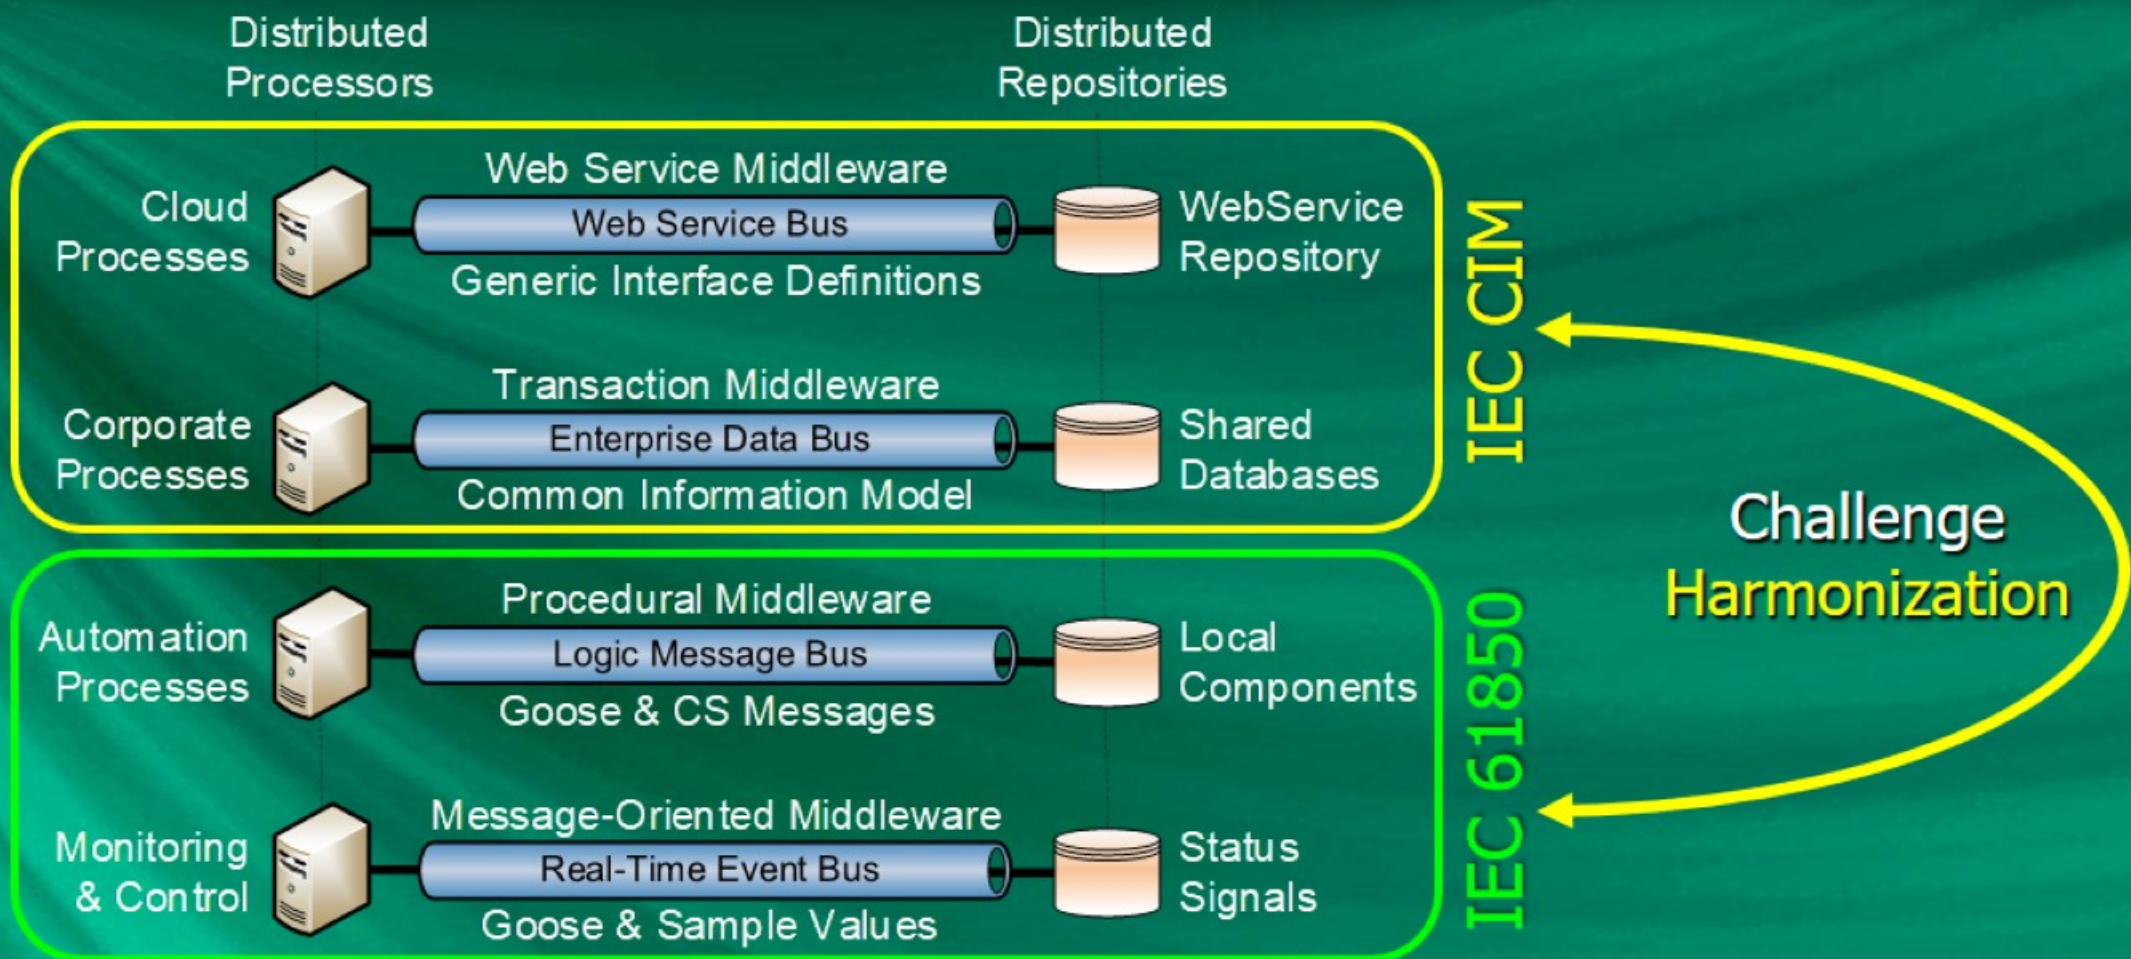 Distributed
Processors
Distributed
Repositories
Cloud
Processes
Web Service Middleware
Web Service Bus
Generic Interface Definitions
WebService
Repository
Corporate
Processes
Transaction Middleware
Enterprise Data Bus
Common Information Model
Shared
Databases
IEC CIM
Automation
Processes
Procedural Middleware
Logic Message Bus
Goose & CS Messages
Local
Components
Monitoring
& Control
Message-Oriented Middleware
Real-Time Event Bus
Goose & Sample Values
Status
Signals
IEC 61850
Challenge
Harmonization